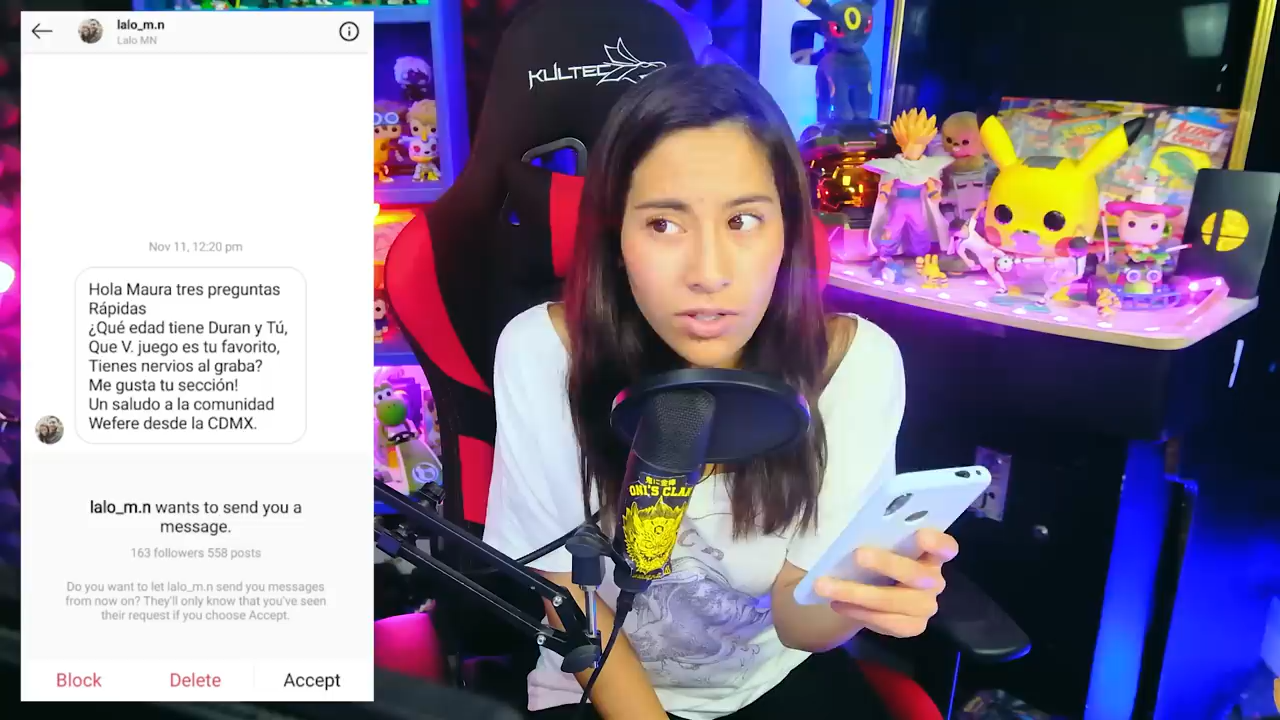 lalo_m.n
Lalo MN
Nov 11, 12:20 pm
Hola Maura tres preguntas
Rápidas
¿Qué edad tiene Duran y Tú,
Que V. juego es tu favorito,
Tienes nervios al graba?
Me gusta tu sección!
Un saludo a la comunidad
Wefere desde la CDMX.
lalo_m.n wants to send you a
message.
163 followers 558 posts
Do you want to let lalo_m.n send you messages
from now on? They'll only know that you've seen
their request if you choose Accept.
Block
Delete
Accept
KULTEC
ONI'S CLAN